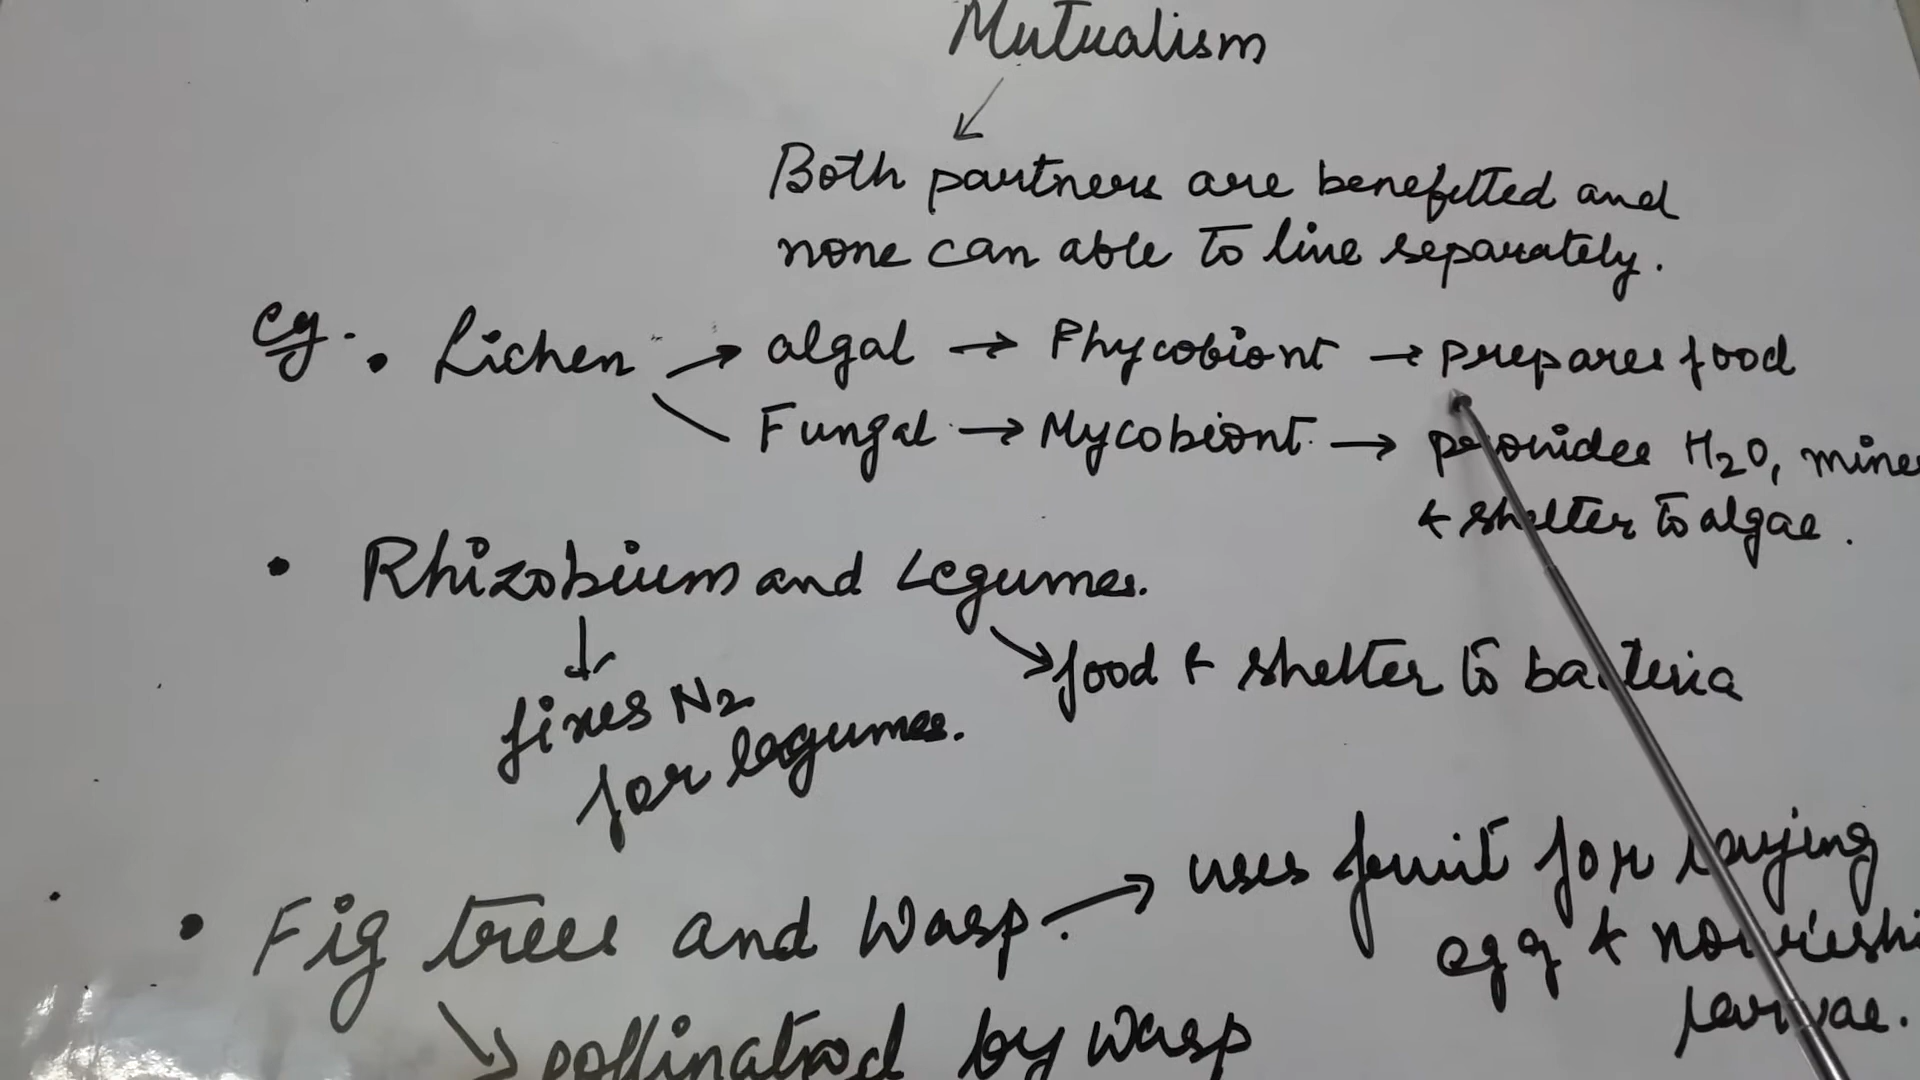 Mutualism
Both partners are benefitted and
none can able to live separately.
eg. • Lichen → algal → Phycobiont → prepares food
Fungal → Mycobiont → provides H2O,
& shelter to algae.
• Rhizobium and Legumes.
food & shelter to bacteria
fixes N2
for legumes.
• Fig trees and Wasp. → uses fruit for laying
egg &
larvae.
pollinated by wasp